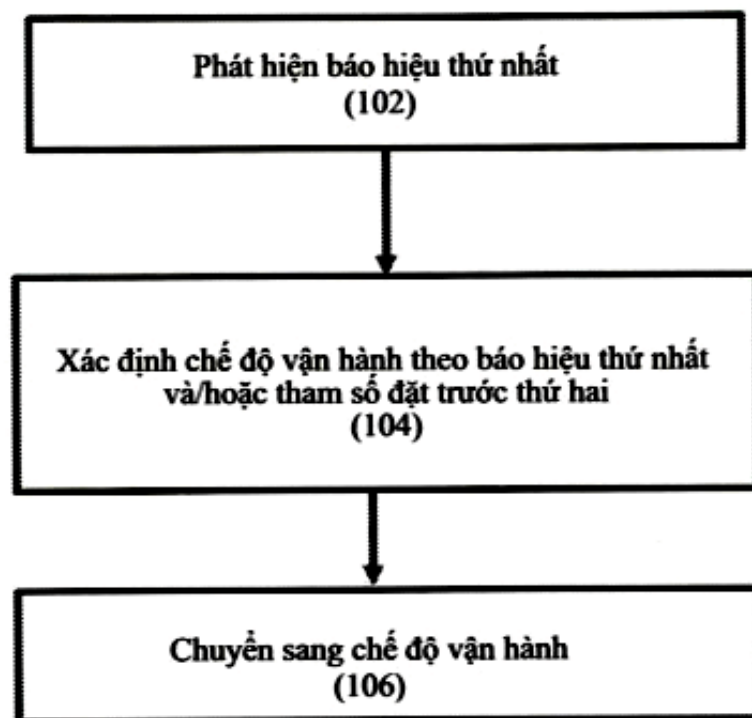 Phát hiện báo hiệu thứ nhất
(102)
Xác định chế độ vận hành theo báo hiệu thứ nhất
và/hoặc tham số đặt trước thứ hai
(104)
Chuyển sang chế độ vận hành
(106)